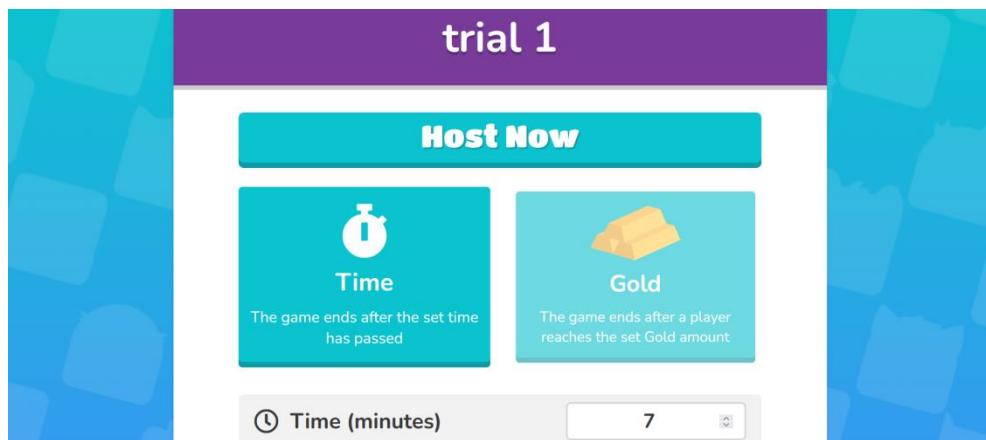 trial 1
Host Now
Time
The game ends after the set time
has passed
Gold
The game ends after a player
reaches the set Gold amount
Time (minutes)
7